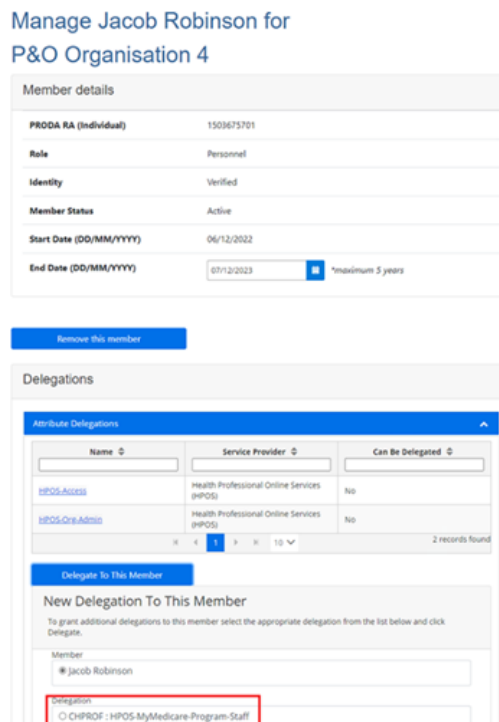 Manage Jacob Robinson for
P&O Organisation 4
Member details
PRODA RA (Individual) 1503675701
Role Personnel
Identity Verified
Member Status Active
Start Date (DD/MM/YYYY) 06/12/2022
End Date (DD/MM/YYYY) 07/12/2023 *maximum 5 years
Remove this member
Delegations
Attribute Delegations
Name Service Provider Can Be Delegated
HPOS-Access Health Professional Online Services (HPOS) No
HPOS-Org-Admin Health Professional Online Services (HPOS) No
1 10 2 records found
Delegate To This Member
New Delegation To This Member
To grant additional delegations to this member select the appropriate delegation from the list below and click
Delegate.
Member
Jacob Robinson
Delegation
CHPROF : HPOS-MyMedicare-Program-Staff